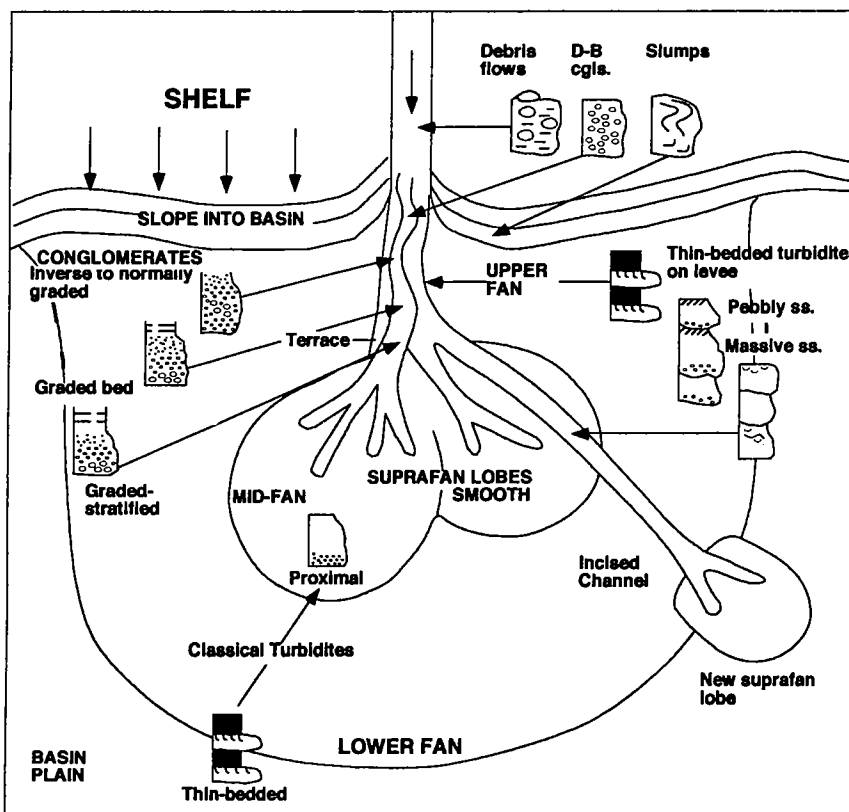 Debris
flows
D-B
cgls.
Slumps
SHELF
SLOPE INTO BASIN
CONGLOMERATES
Inverse to normally
graded
UPPER
FAN
Thin-bedded turbidite
on levee
Pebbly ss.
Massive ss.
Terrace
Graded bed
Graded-
stratified
MID-FAN
SUPRAFAN LOBES
SMOOTH
Proximal
Incised
Channel
Classical Turbidites
New suprafan
lobe
LOWER FAN
BASIN
PLAIN
Thin-bedded